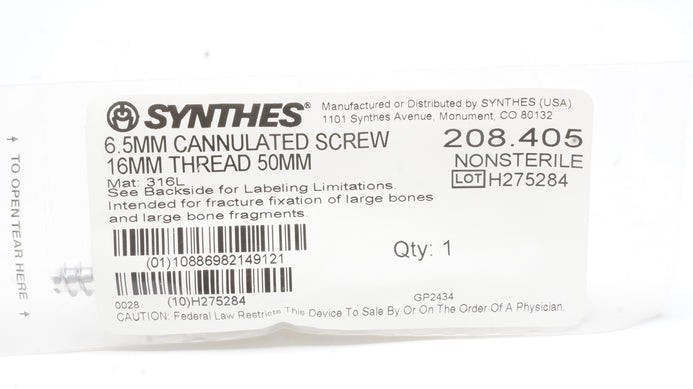 SYNTHES®
Manufactured or Distributed by SYNTHES (USA)
1101 Synthes Avenue, Monument, CO 80132
6.5MM CANNULATED SCREW
16MM THREAD 50MM
208.405
NONSTERILE
LOT H275284
Mat: 316L
See Backside for Labeling Limitations.
Intended for fracture fixation of large bones
and large bone fragments.
(01)10886982149121
Qty: 1
0028
(10)H275284
GP2434
CAUTION: Federal Law Restricts This Device To Sale By Or On The Order Of A Physician.
↑ TO OPEN TEAR HERE ↑